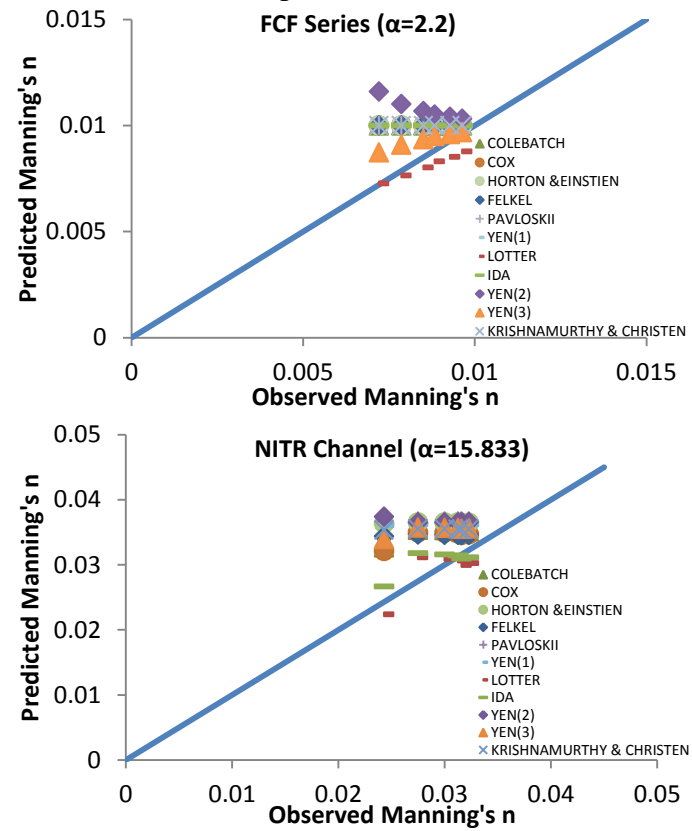 FCF Series (α=2.2)
Predicted Manning's n
0.015
0.01
0.005
0
0
0.005
0.01
0.015
Observed Manning's n
COLEBATCH
COX
HORTON &EINSTIEN
FELKEL
PAVLOSKII
YEN(1)
LOTTER
IDA
YEN(2)
YEN(3)
KRISHNAMURTHY & CHRISTEN
NITR Channel (α=15.833)
Predicted Manning's n
0.05
0.04
0.03
0.02
0.01
0
0
0.01
0.02
0.03
0.04
0.05
Observed Manning's n
COLEBATCH
COX
HORTON &EINSTIEN
FELKEL
PAVLOSKII
YEN(1)
LOTTER
IDA
YEN(2)
YEN(3)
KRISHNAMURTHY & CHRISTEN